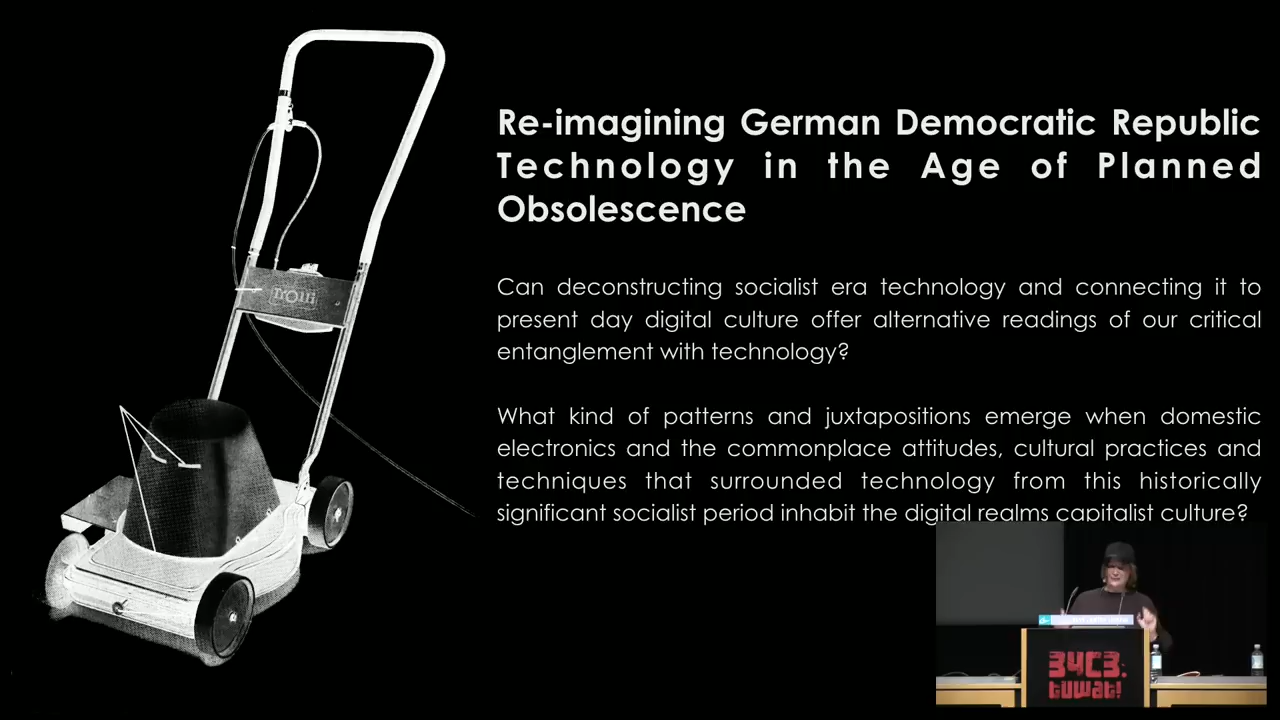 Re-imagining German Democratic Republic
Technology in the Age of Planned
Obsolescence
Can deconstructing socialist era technology and connecting it to
present day digital culture offer alternative readings of our critical
entanglement with technology?
What kind of patterns and juxtapositions emerge when domestic
electronics and the commonplace attitudes, cultural practices and
techniques that surrounded technology from this historically
significant socialist period inhabit the digital realms capitalist culture?
trolli
34C3.
tuwat!